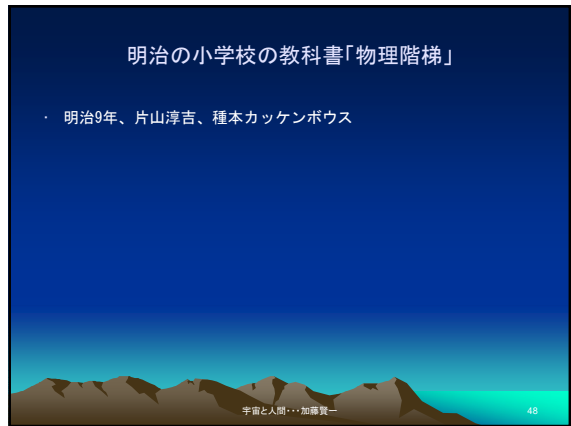 明治の小学校の教科書「物理階梯」
・ 明治9年、片山淳吉、種本カッケンボウス
宇宙と人間・・・加藤賢一
48